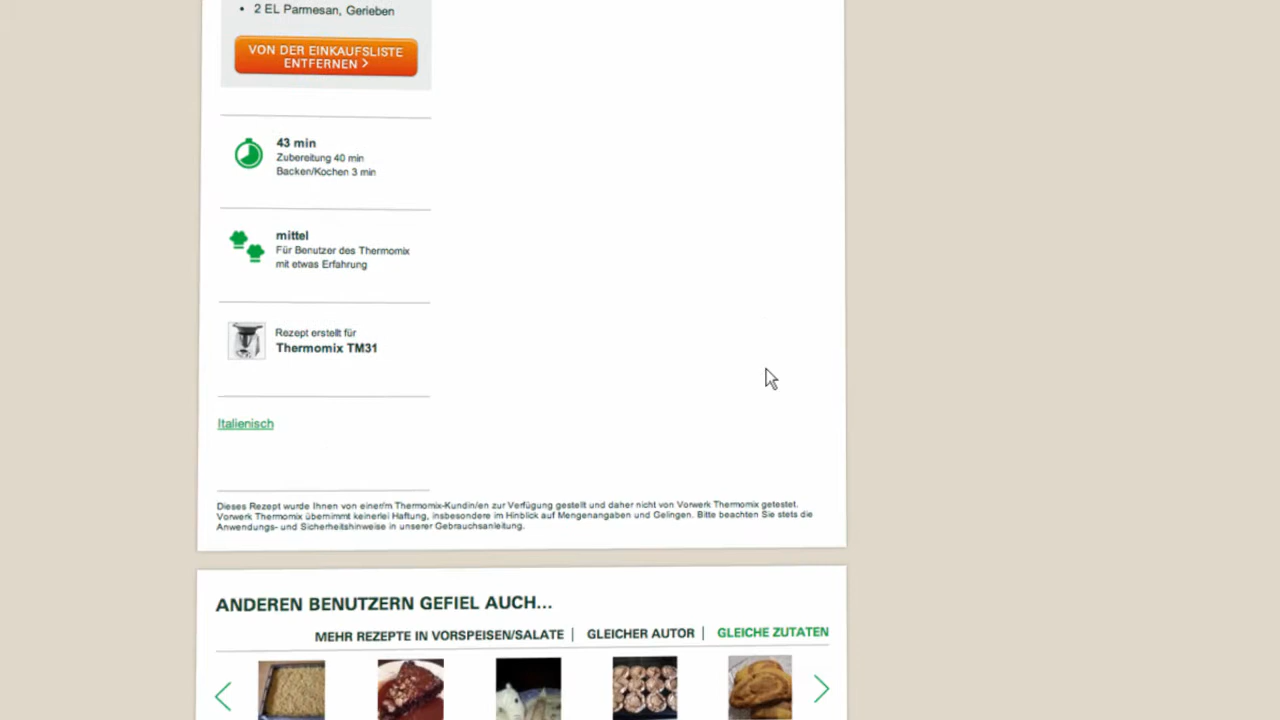 • 2 EL Parmesan, Gerieben
VON DER EINKAUFSLISTE
ENTFERNEN >
43 min
Zubereitung 40 min
Backen/Kochen 3 min
mittel
Für Benutzer des Thermomix
mit etwas Erfahrung
Rezept erstellt für
Thermomix TM31
Italienisch
Dieses Rezept wurde Ihnen von einer/m Thermomix-Kundin/en zur Verfügung gestellt und daher nicht von Vorwerk Thermomix getestet.
Vorwerk Thermomix übernimmt keinerlei Haftung, insbesondere im Hinblick auf Mengenangaben und Gelingen. Bitte beachten Sie stets die
Anwendungs- und Sicherheitshinweise in unserer Gebrauchsanleitung.
ANDEREN BENUTZERN GEFIEL AUCH...
MEHR REZEPTE IN VORSPEISEN/SALATE | GLEICHER AUTOR | GLEICHE ZUTATEN